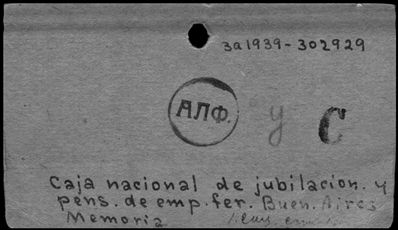 3a1939-302929
АЛФ.
у С
Caja nacional de jubilacion. y
pens. de emp. fer. Buen. Aires
Memoria